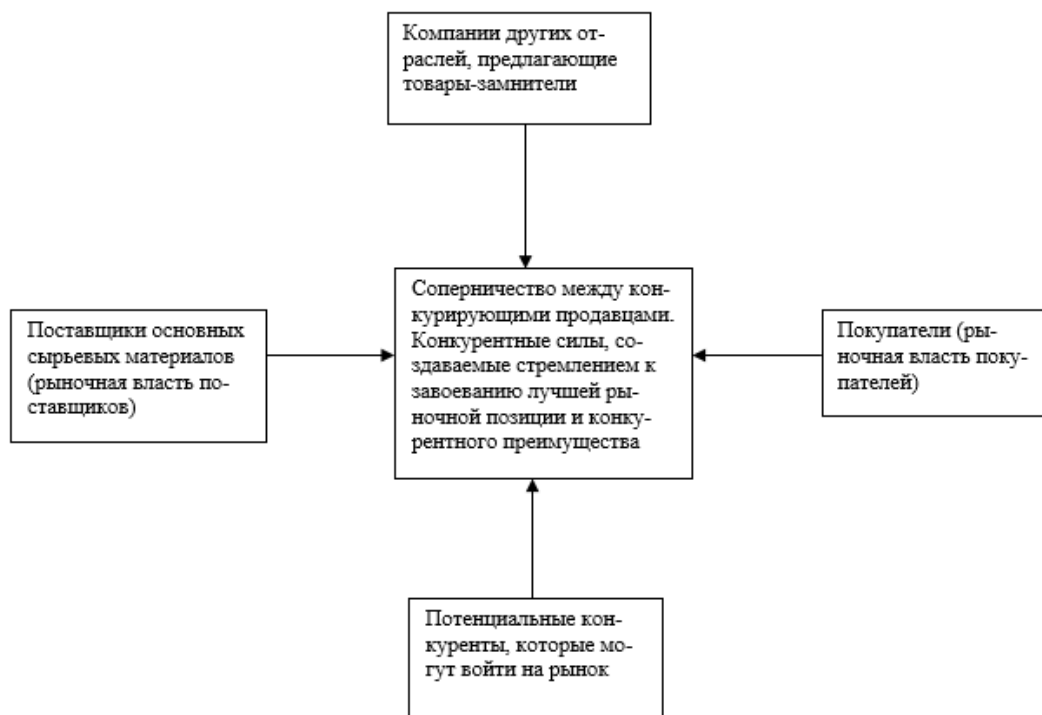 Компании других от-
раслей, предлагающие
товары-замнители
Поставщики основных
сырьевых материалов
(рыночная власть по-
ставщиков)
Соперничество между кон-
курирующими продавцами.
Конкурентные силы, со-
здаваемые стремлением к
завоеванию лучшей ры-
ночной позиции и конку-
рентного преимущества
Покупатели (ры-
ночная власть поку-
пателей)
Потенциальные кон-
куренты, которые мо-
гут войти на рынок